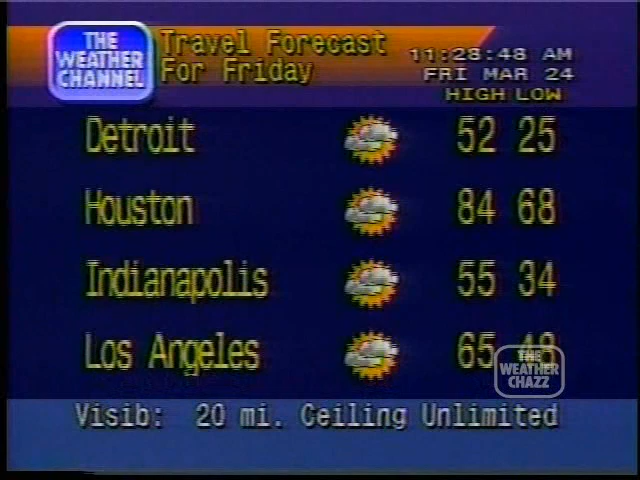 THE
WEATHER
CHANNEL
Travel Forecast
For Friday
11:28:48 AM
FRI MAR 24
HIGH LOW
Detroit 52 25
Houston 84 68
Indianapolis 55 34
Los Angeles 65 48
THE
WEATHER
CHAZZ
Visib: 20 mi. Ceiling Unlimited